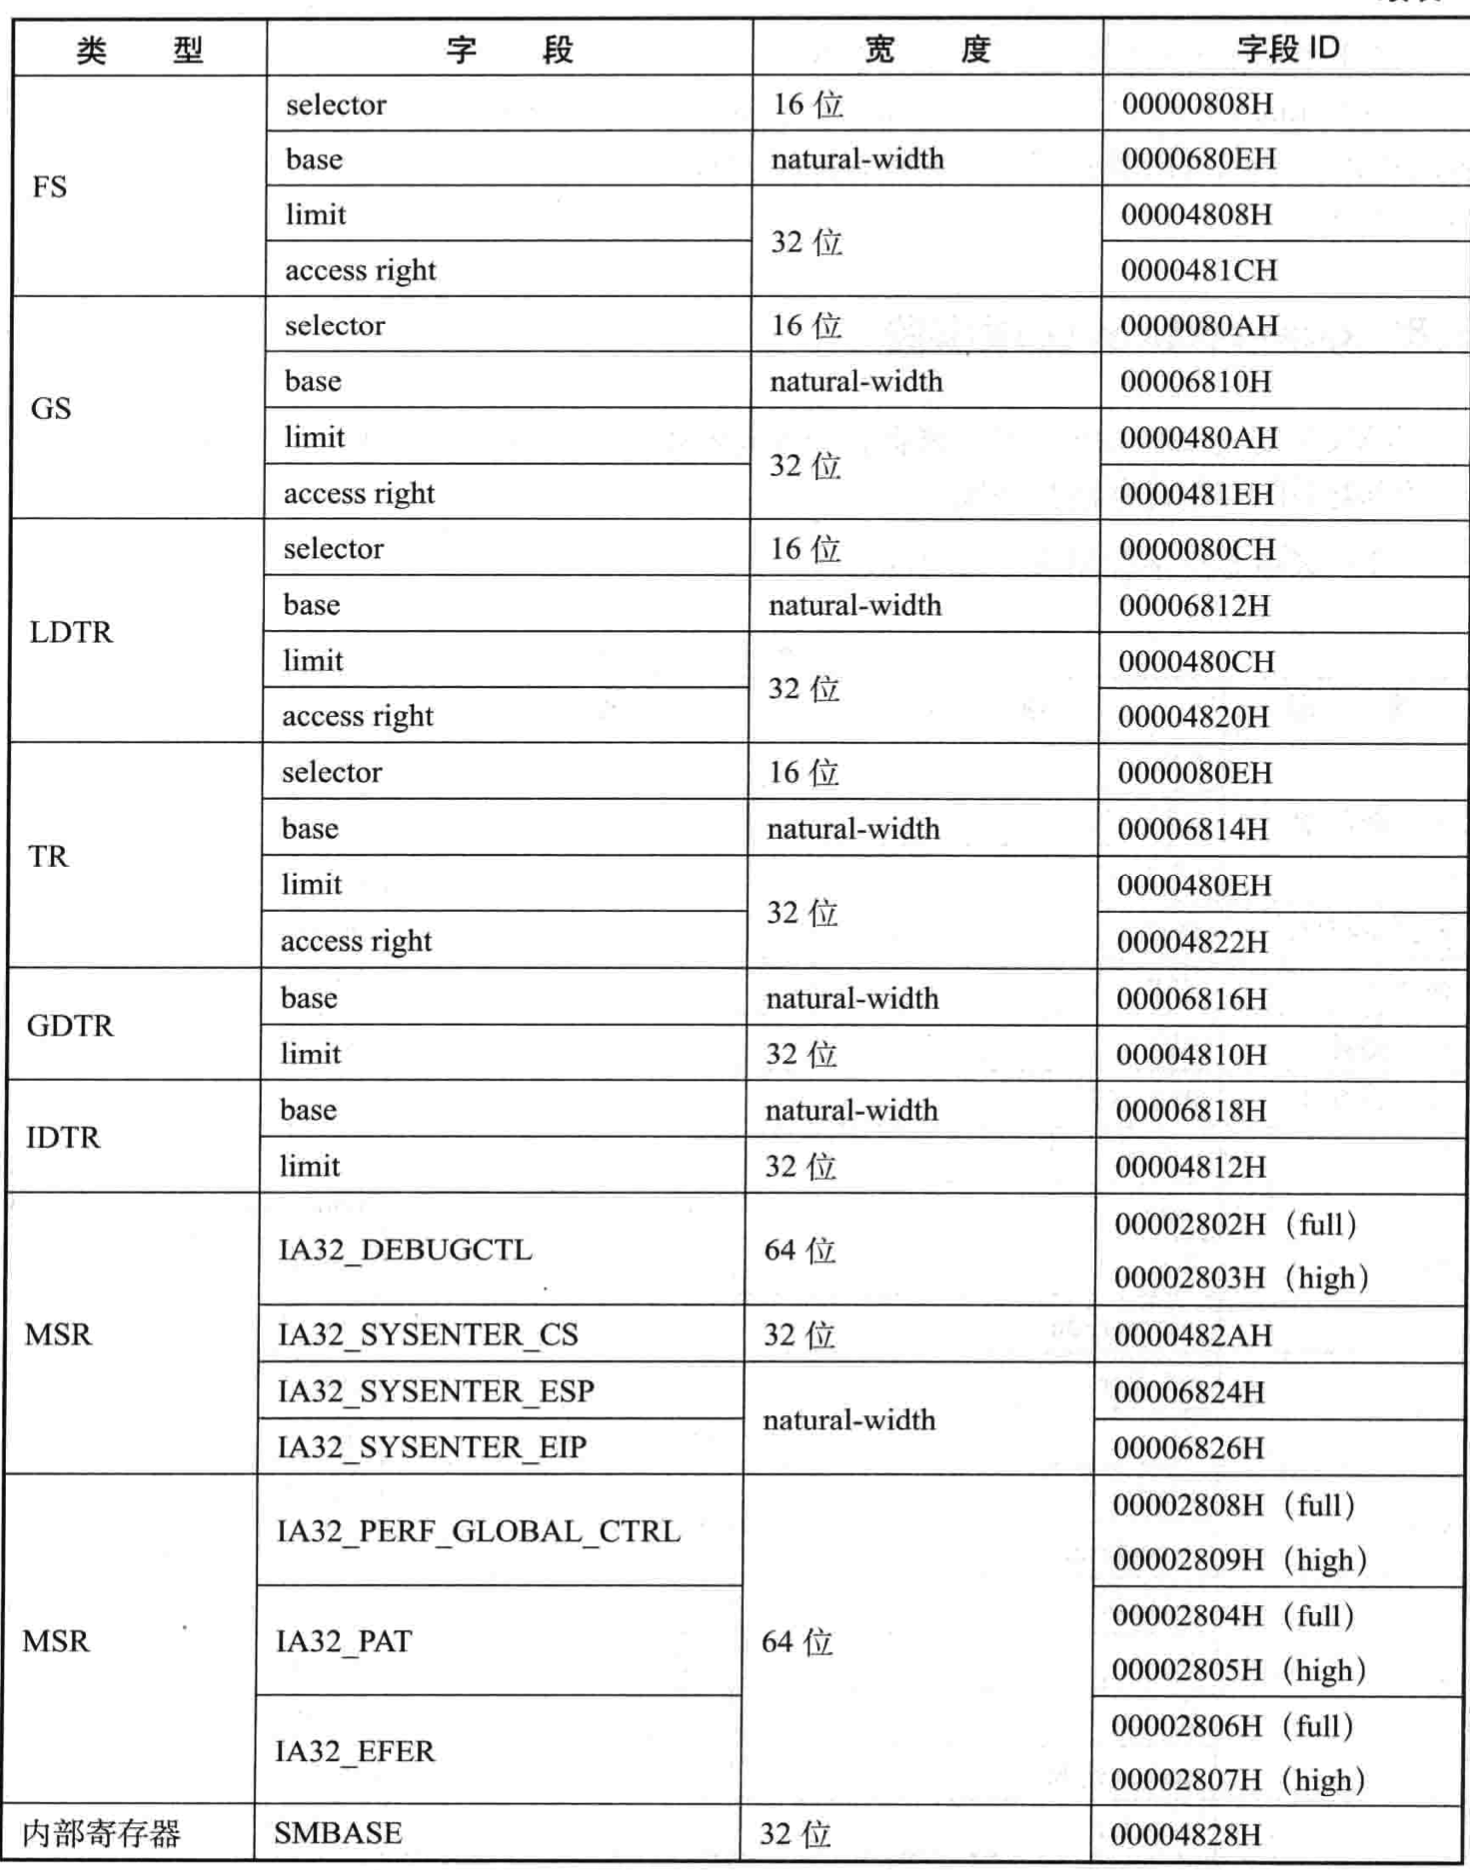 类 型 字 段 宽 度 字段 ID
FS selector 16 位 00000808H
base natural-width 0000680EH
limit 32 位 00004808H
access right 0000481CH
GS selector 16 位 0000080AH
base natural-width 00006810H
limit 32 位 0000480AH
access right 0000481EH
LDTR selector 16 位 0000080CH
base natural-width 00006812H
limit 32 位 0000480CH
access right 00004820H
TR selector 16 位 0000080EH
base natural-width 00006814H
limit 32 位 0000480EH
access right 00004822H
GDTR base natural-width 00006816H
limit 32 位 00004810H
IDTR base natural-width 00006818H
limit 32 位 00004812H
MSR IA32_DEBUGCTL 64 位 00002802H（full）
00002803H（high）
IA32_SYSENTER_CS 32 位 0000482AH
IA32_SYSENTER_ESP natural-width 00006824H
IA32_SYSENTER_EIP 00006826H
MSR IA32_PERF_GLOBAL_CTRL 64 位 00002808H（full）
00002809H（high）
IA32_PAT 00002804H（full）
00002805H（high）
IA32_EFER 00002806H（full）
00002807H（high）
内部寄存器 SMBASE 32 位 00004828H